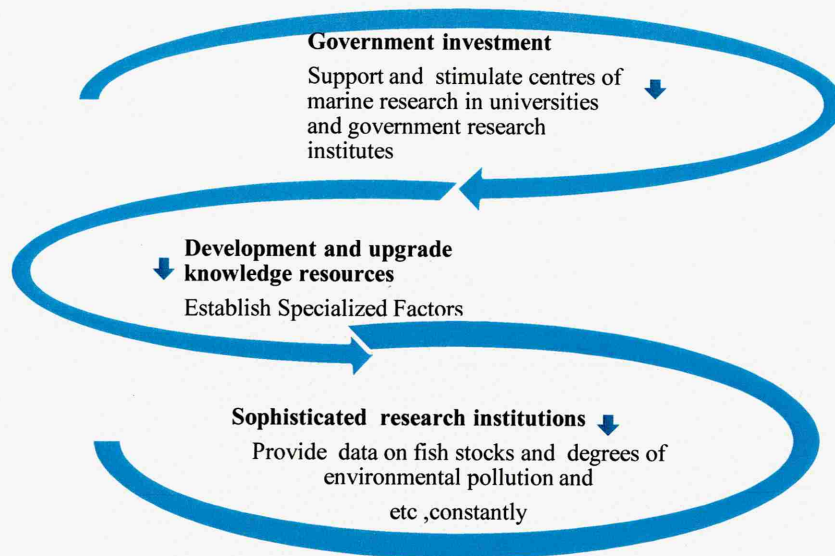 Government investment
Support and stimulate centres of
marine research in universities
and government research
institutes
Development and upgrade
knowledge resources
Establish Specialized Factors
Sophisticated research institutions
Provide data on fish stocks and degrees of
environmental pollution and
etc ,constantly